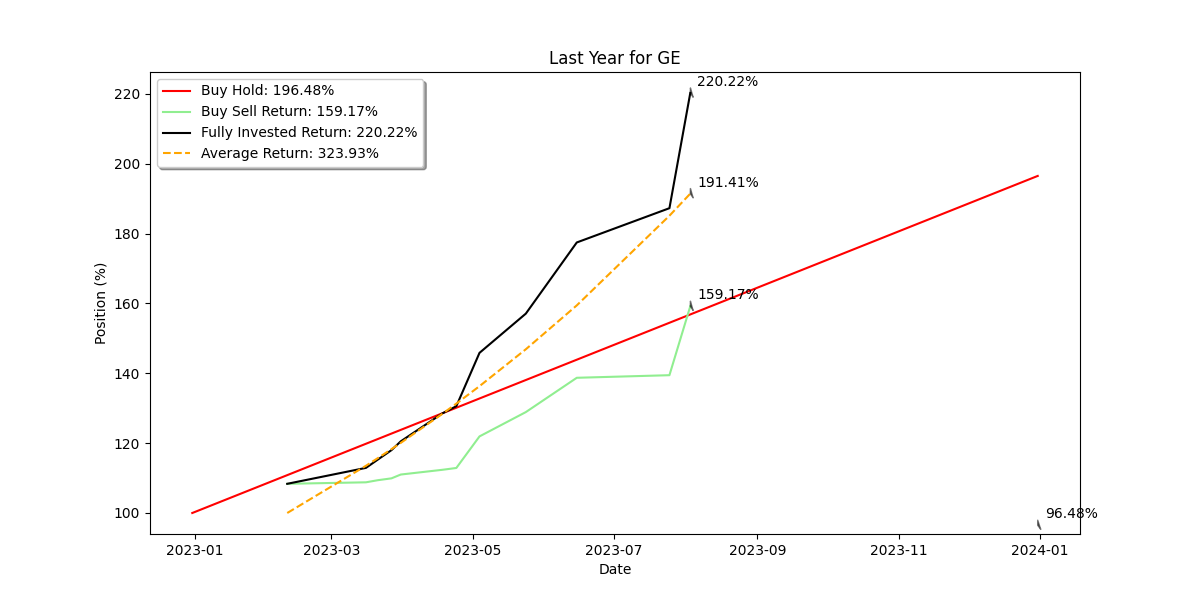 Last Year for GE
Buy Hold: 196.48%
Buy Sell Return: 159.17%
Fully Invested Return: 220.22%
Average Return: 323.93%
220.22%
191.41%
159.17%
96.48%
Position (%)
220
200
180
160
140
120
100
2023-01 2023-03 2023-05 2023-07 2023-09 2023-11 2024-01
Date